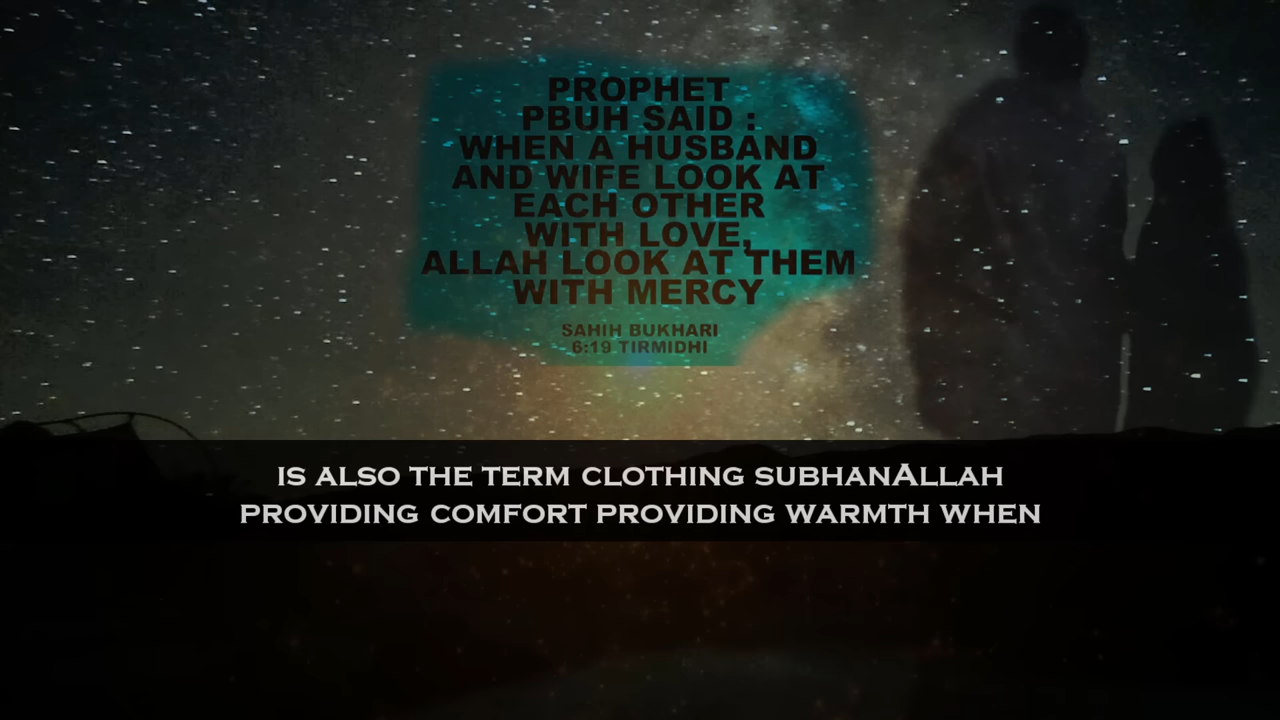 PROPHET
PBUH SAID :
WHEN A HUSBAND
AND WIFE LOOK AT
EACH OTHER
WITH LOVE,
ALLAH LOOK AT THEM
WITH MERCY
SAHIH BUKHARI
6:19 TIRMIDHI
IS ALSO THE TERM CLOTHING SUBHANALLAH
PROVIDING COMFORT PROVIDING WARMTH WHEN